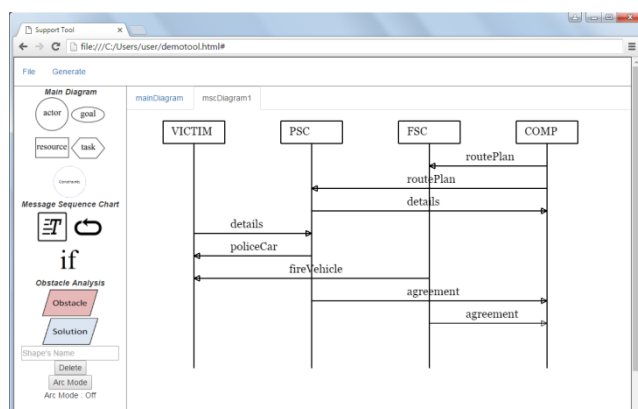 Support Tool
file:///C:/Users/user/demotool.html#
File Generate
Main Diagram
actor goal
resource task
Constraints
Message Sequence Chart
T
if
Obstacle Analysis
Obstacle
Solution
Shape's Name
Delete
Arc Mode
Arc Mode : Off
mainDiagram mscDiagram1
VICTIM PSC FSC COMP
routePlan
routePlan
details
details
policeCar
fireVehicle
agreement
agreement